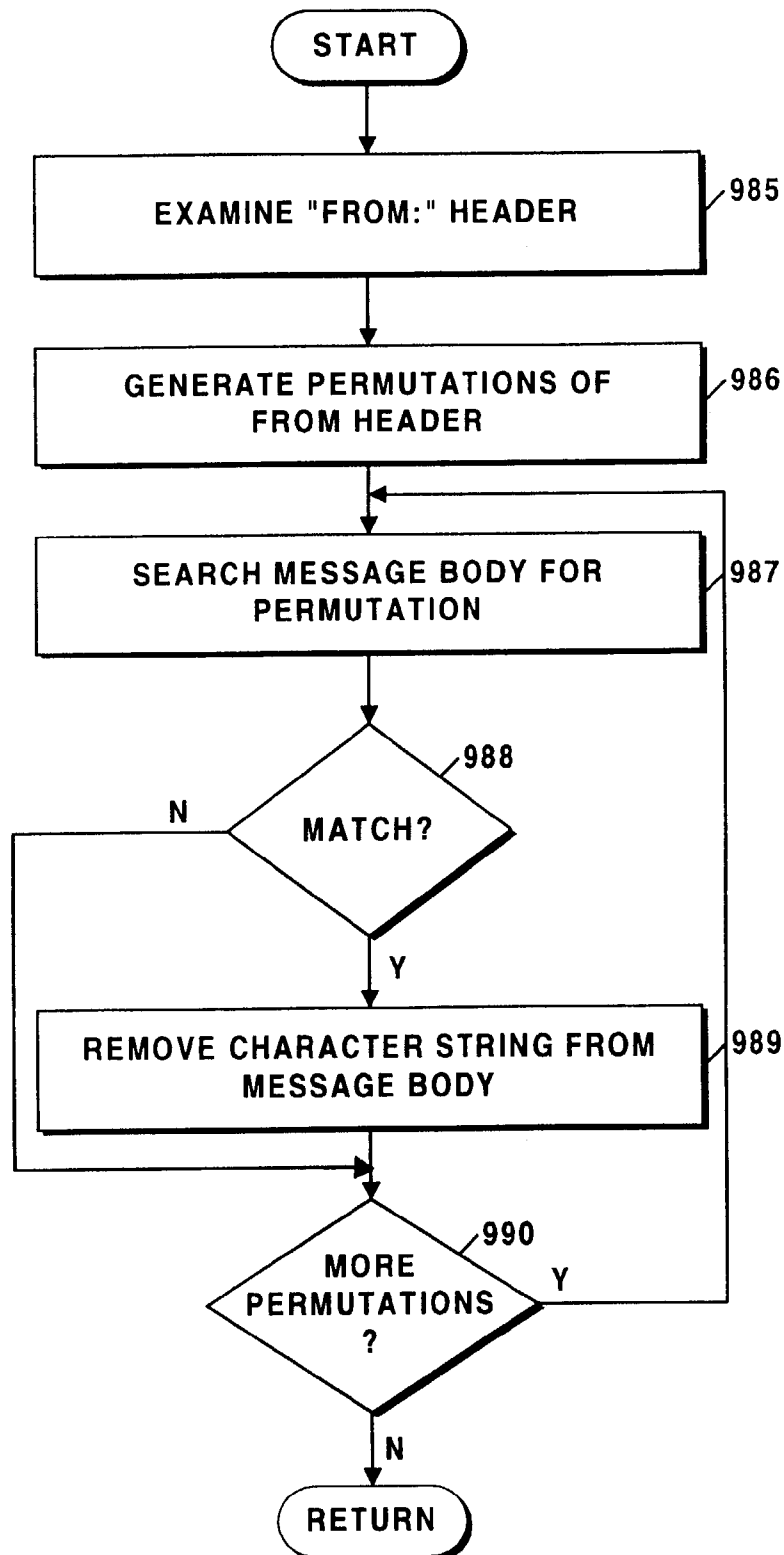 START
EXAMINE "FROM:" HEADER
985
GENERATE PERMUTATIONS OF
FROM HEADER
986
SEARCH MESSAGE BODY FOR
PERMUTATION
987
988
N
MATCH?
Y
REMOVE CHARACTER STRING FROM
MESSAGE BODY
989
990
MORE
PERMUTATIONS
?
Y
N
RETURN